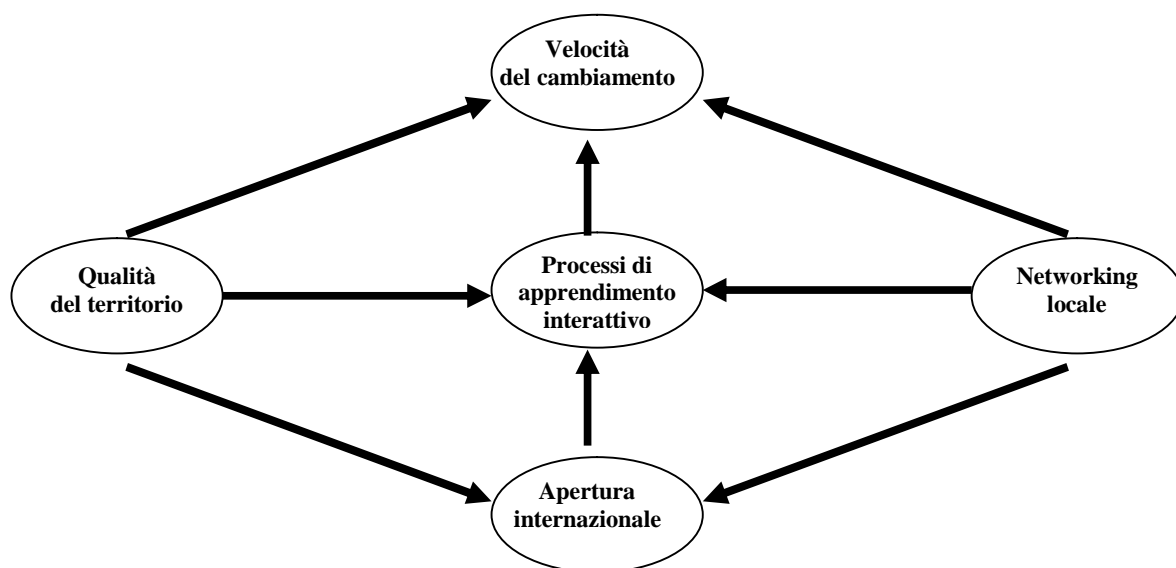 Velocità
del cambiamento
Qualità
del territorio
Processi di
apprendimento
interattivo
Networking
locale
Apertura
internazionale